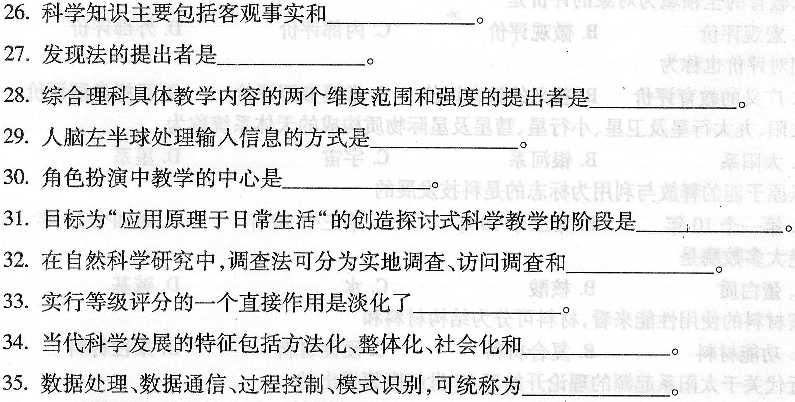 26. 科学知识主要包括客观事实和____________。
27. 发现法的提出者是____________。
28. 综合理科具体教学内容的两个维度范围和强度的提出者是____________。
29. 人脑左半球处理输入信息的方式是____________。
30. 角色扮演中教学的中心是____________。
31. 目标为“应用原理于日常生活“的创造探讨式科学教学的阶段是____________。
32. 在自然科学研究中,调查法可分为实地调查、访问调查和____________。
33. 实行等级评分的一个直接作用是淡化了____________。
34. 当代科学发展的特征包括方法化、整体化、社会化和____________。
35. 数据处理、数据通信、过程控制、模式识别,可统称为____________。